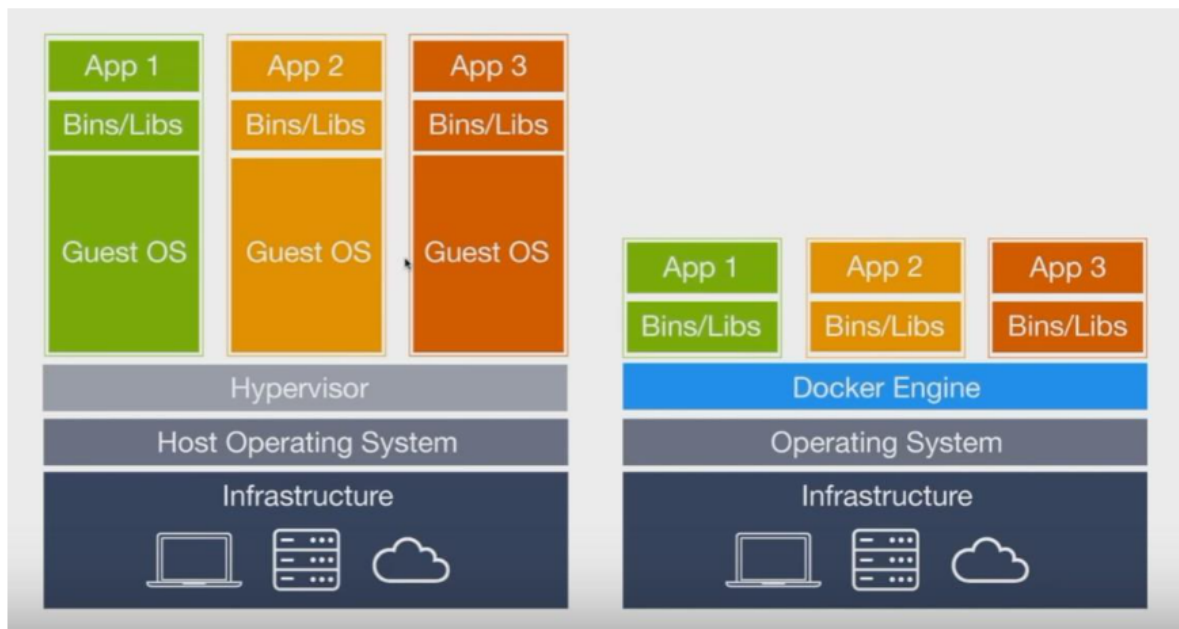 App 1
App 2
App 3
Bins/Libs
Bins/Libs
Bins/Libs
Guest OS
Guest OS
Guest OS
Hypervisor
Host Operating System
Infrastructure
App 1
App 2
App 3
Bins/Libs
Bins/Libs
Bins/Libs
Docker Engine
Operating System
Infrastructure